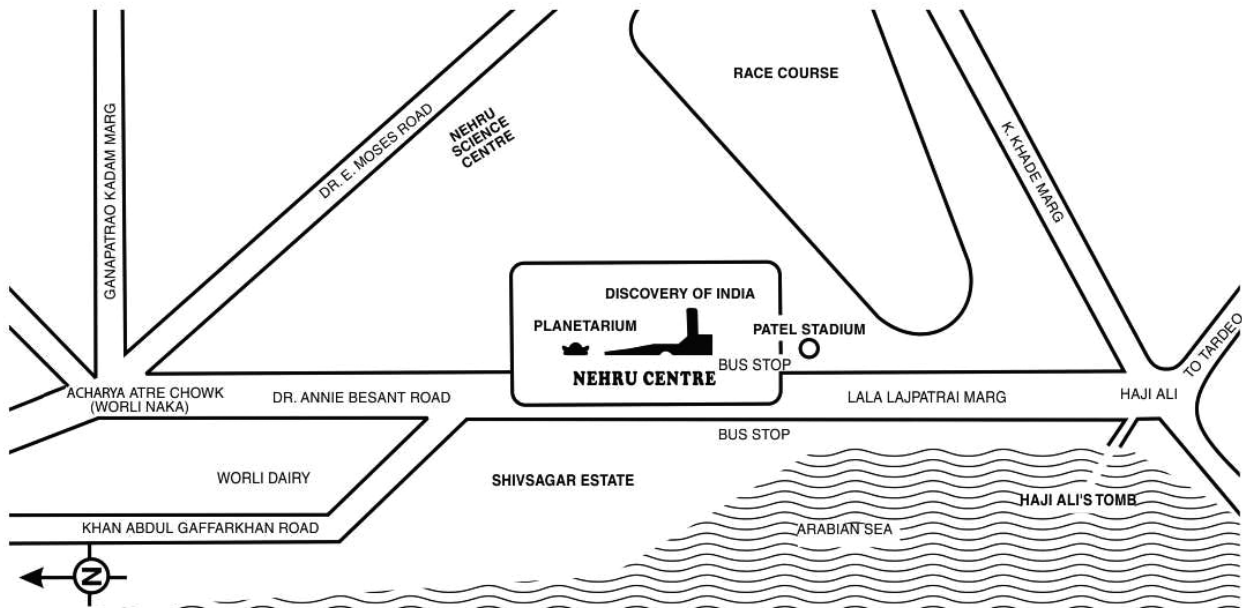 RACE COURSE
GANAPATRAO KADAM MARG
DR. E. MOSES ROAD
NEHRU
SCIENCE
CENTRE
K. KHADE MARG
DISCOVERY OF INDIA
PLANETARIUM
PATEL STADIUM
BUS STOP
NEHRU CENTRE
TO TARDEO
ACHARYA ATRE CHOWK
(WORLI NAKA)
DR. ANNIE BESANT ROAD
LALA LAJPATRAI MARG
HAJI ALI
BUS STOP
WORLI DAIRY
SHIVSAGAR ESTATE
HAJI ALI'S TOMB
KHAN ABDUL GAFFARKHAN ROAD
ARABIAN SEA
N